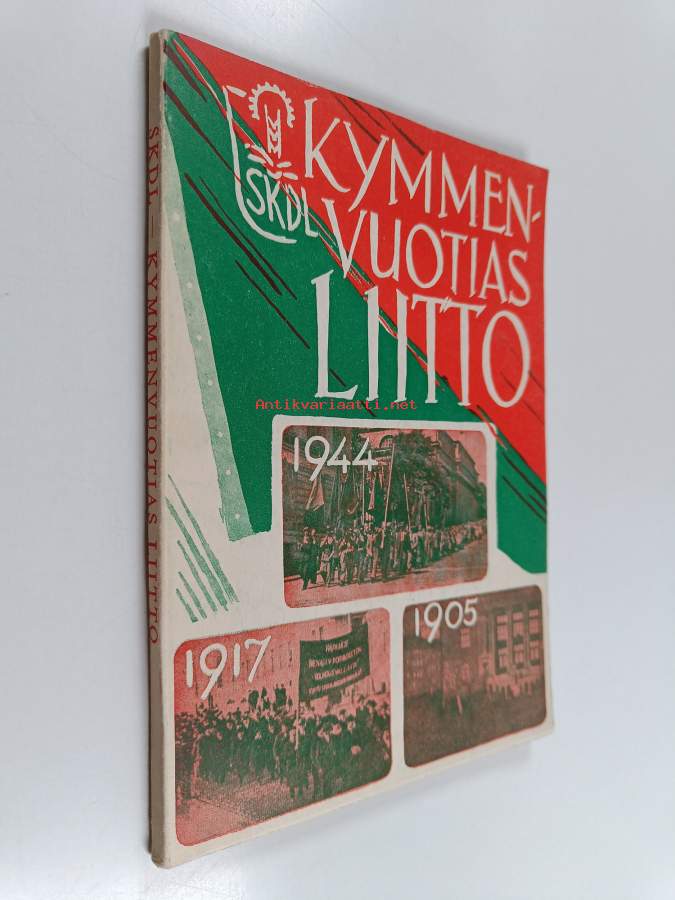 SKDL — KYMMENVUOTIAS LIITTO
SKDL
KYMMEN-
VUOTIAS
LIITTO
Antikvariaatti.net
1944
1917
1905